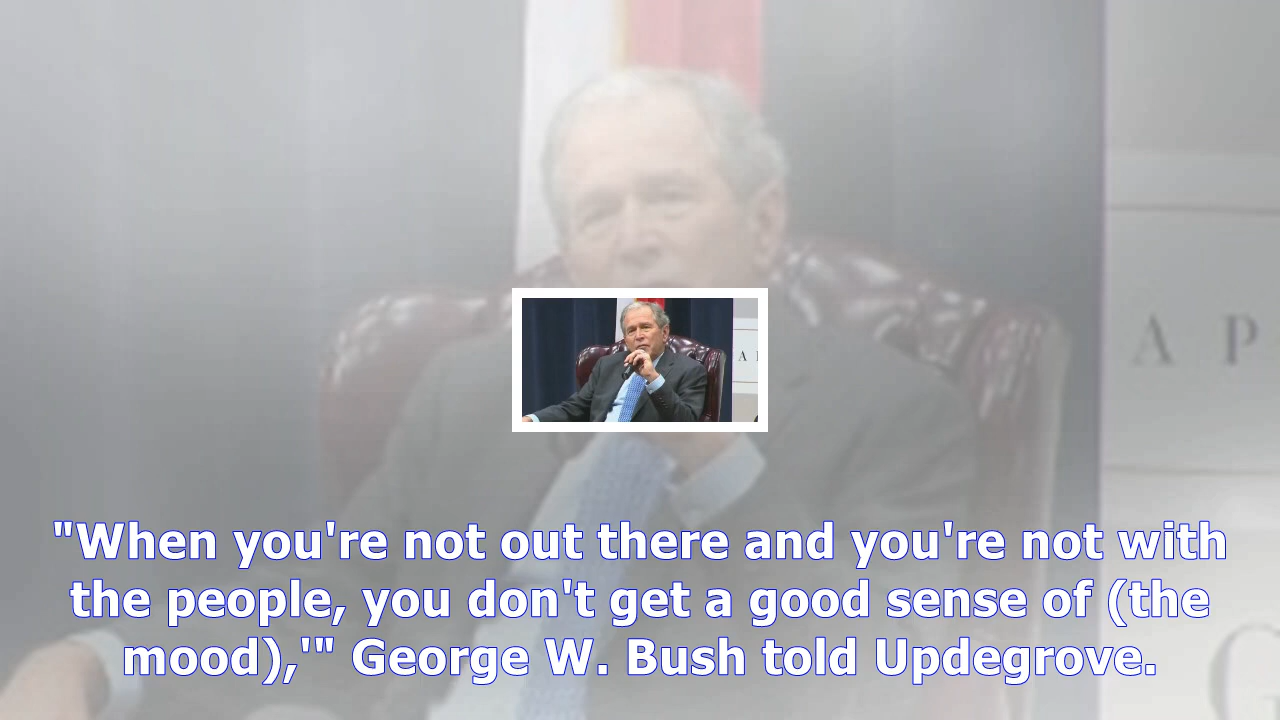 "When you're not out there and you're not with
the people, you don't get a good sense of (the
mood),'" George W. Bush told Updegrove.
A P
A
G